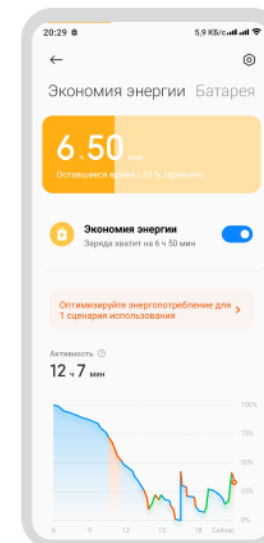 20:29 5,9 КБ/с
Экономия энергии Батарея
6 ч 50 мин
Оставшееся время | 33 % заряжено
Экономия энергии
Заряда хватит на 6 ч 50 мин
Оптимизируйте энергопотребление для
1 сценария использования
Активность
12 ч 7 мин
100%
75%
50%
25%
0%
6 9 12 15 18 Сейчас